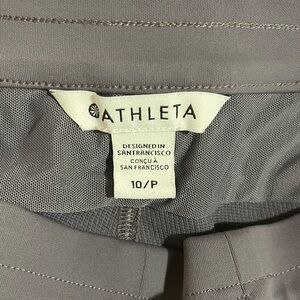 ATHLETA
DESIGNED IN
SAN FRANCISCO
CONÇU À
SAN FRANCISCO
10/P